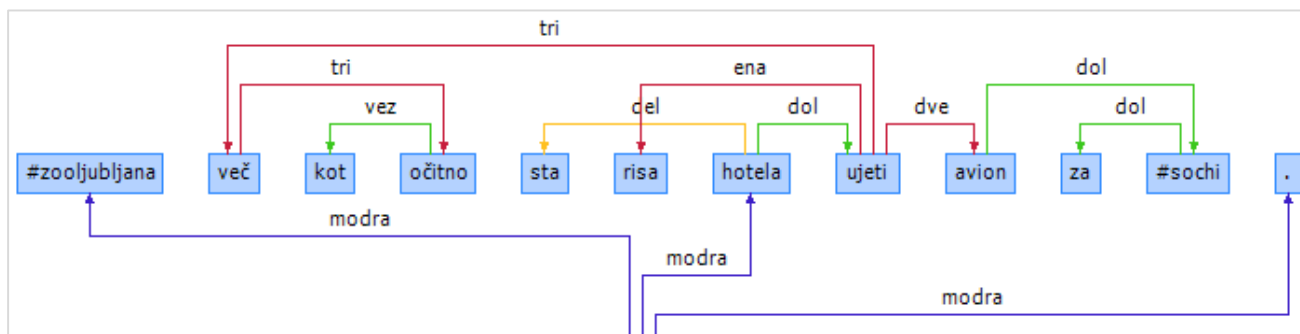 tri
tri ena dol
vez del dol dve dol
#zooljubljana več kot očitno sta risa hotela ujeti avion za #sochi .
modra
modra
modra